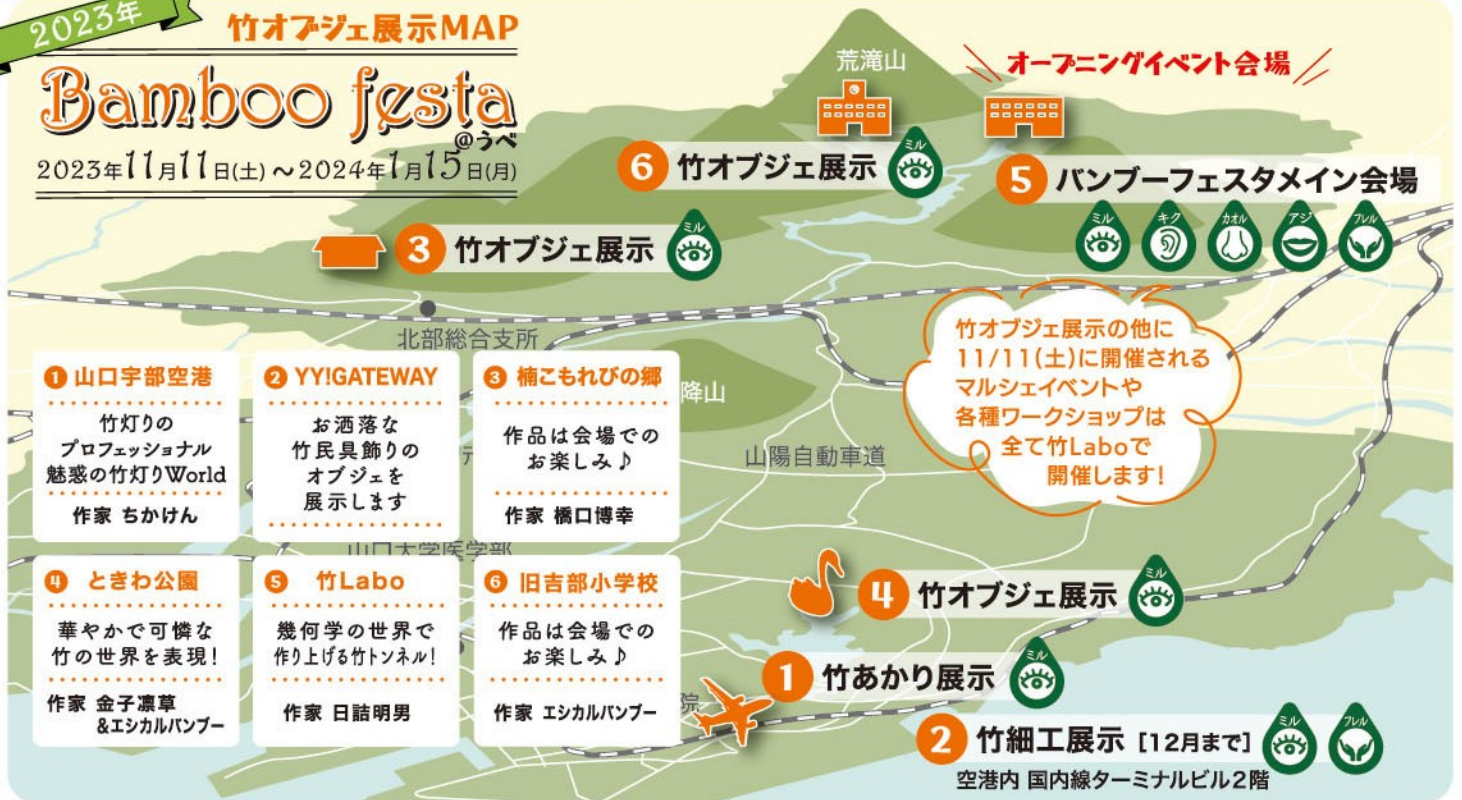 2023年
竹オブジェ展示MAP
Bamboo festa
@うべ
2023年11月11日(土)～2024年1月15日(月)
荒滝山
オープニングイベント会場
6 竹オブジェ展示
ミル
5 バンブーフェスタメイン会場
ミル キク カオル アジ フレル
3 竹オブジェ展示
ミル
北部総合支所
竹オブジェ展示の他に
11/11(土)に開催される
マルシェイベントや
各種ワークショップは
全て竹Laboで
開催します!
降山
山陽自動車道
1 山口宇部空港
竹灯りの
プロフェッショナル
魅惑の竹灯りWorld
作家 ちかけん
2 YY!GATEWAY
お洒落な
竹民具飾りの
オブジェを
展示します
3 楠こもれびの郷
作品は会場での
お楽しみ♪
作家 橋口博幸
山口大学医学部
4 ときわ公園
華やかで可憐な
竹の世界を表現!
作家 金子凛草
&エシカルバンブー
5 竹Labo
幾何学の世界で
作り上げる竹トンネル!
作家 日詰明男
6 旧吉部小学校
作品は会場での
お楽しみ♪
作家 エシカルバンブー
院
4 竹オブジェ展示
ミル
1 竹あかり展示
ミル
2 竹細工展示 [12月まで]
ミル フレル
空港内 国内線ターミナルビル2階